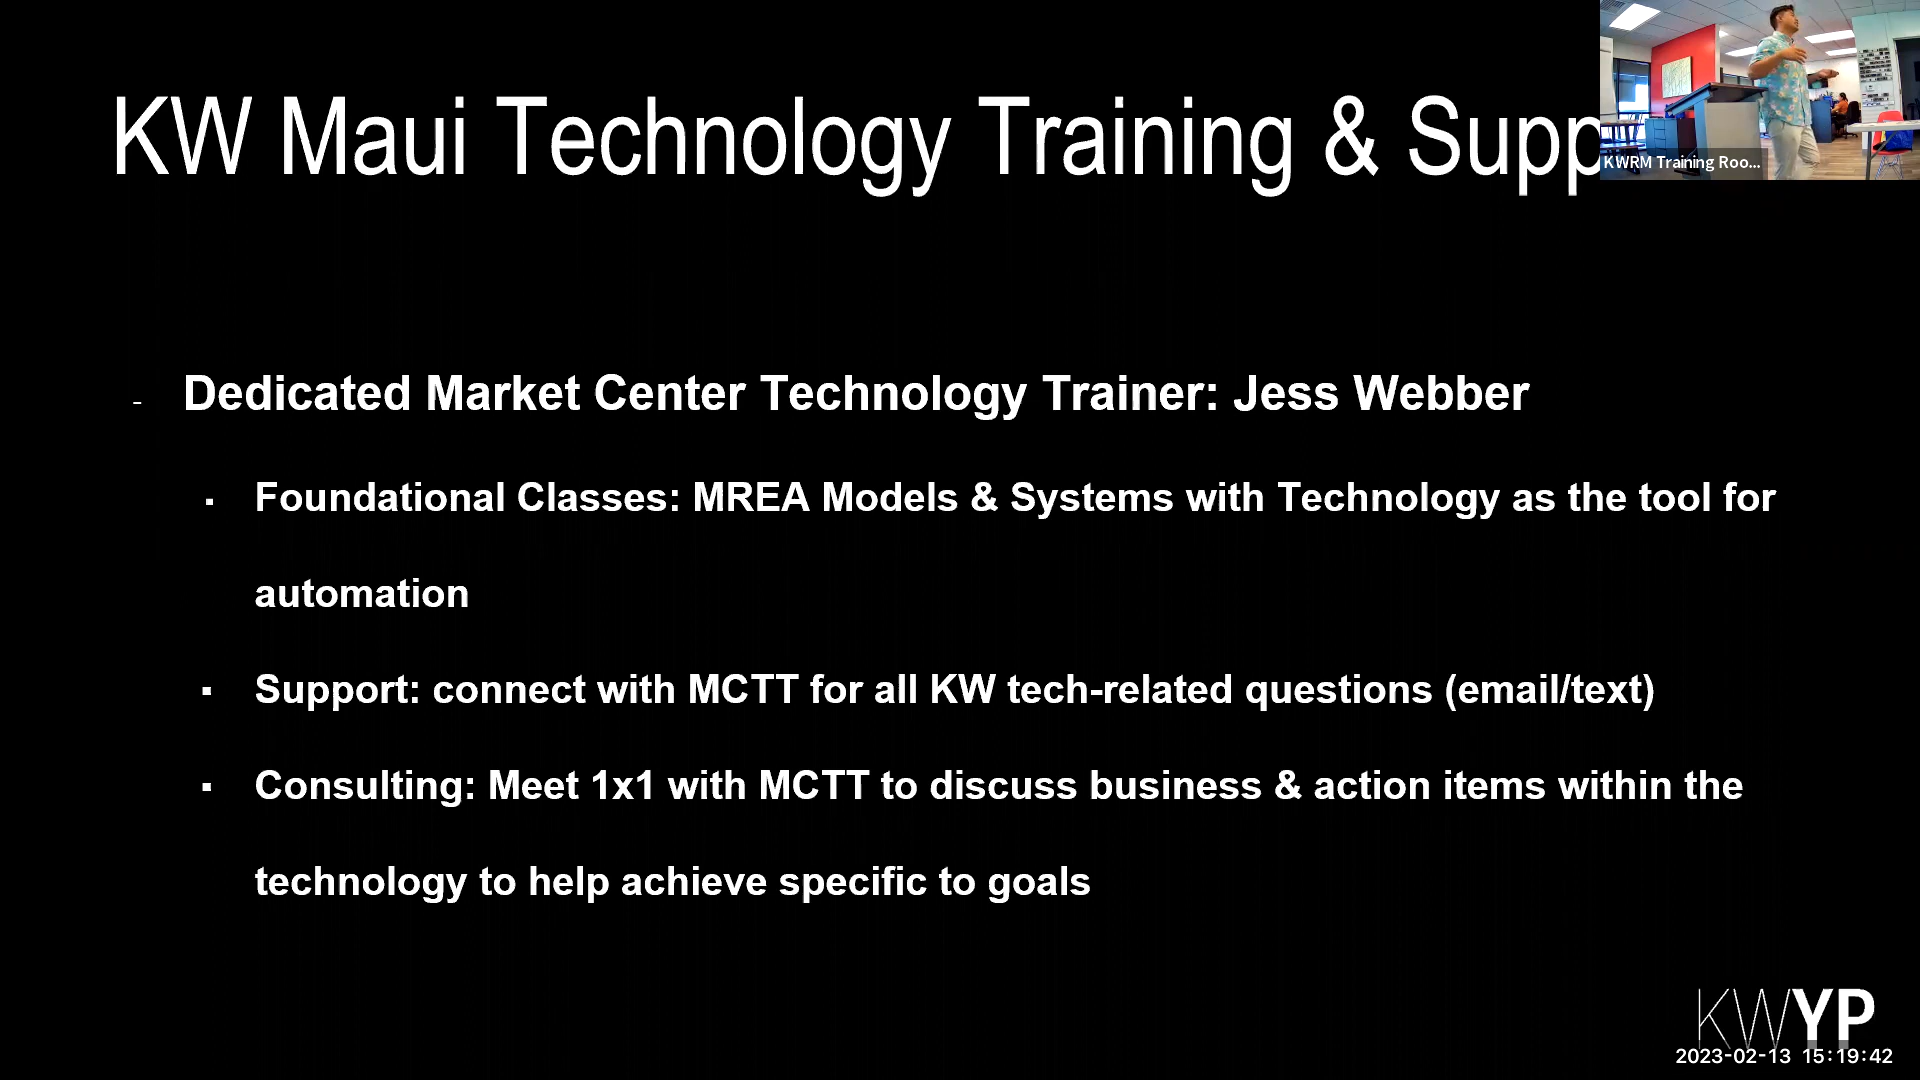 KW Maui Technology Training & Supp
KWRM Training Roo...
- Dedicated Market Center Technology Trainer: Jess Webber
▪ Foundational Classes: MREA Models & Systems with Technology as the tool for
automation
▪ Support: connect with MCTT for all KW tech-related questions (email/text)
▪ Consulting: Meet 1x1 with MCTT to discuss business & action items within the
technology to help achieve specific to goals
KWYP
2023-02-13 15:19:42